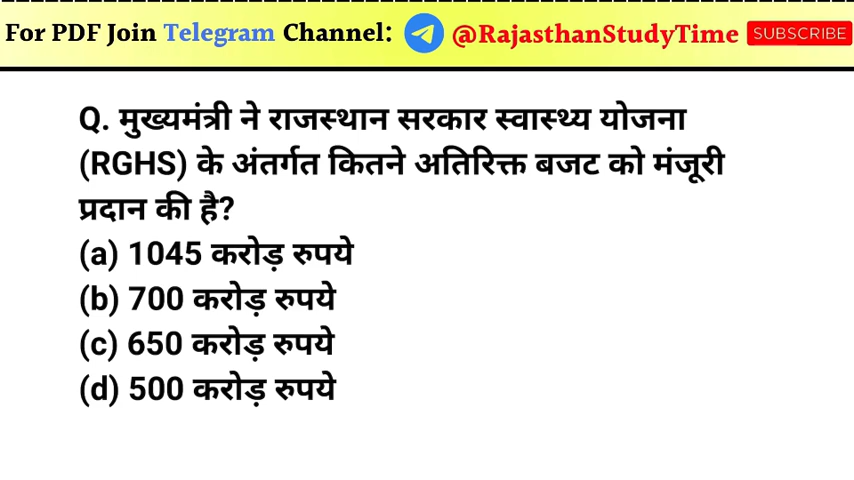 For PDF Join Telegram Channel: @RajasthanStudyTime SUBSCRIBE
Q. मुख्यमंत्री ने राजस्थान सरकार स्वास्थ्य योजना
(RGHS) के अंतर्गत कितने अतिरिक्त बजट को मंजूरी
प्रदान की है?
(a) 1045 करोड़ रुपये
(b) 700 करोड़ रुपये
(c) 650 करोड़ रुपये
(d) 500 करोड़ रुपये